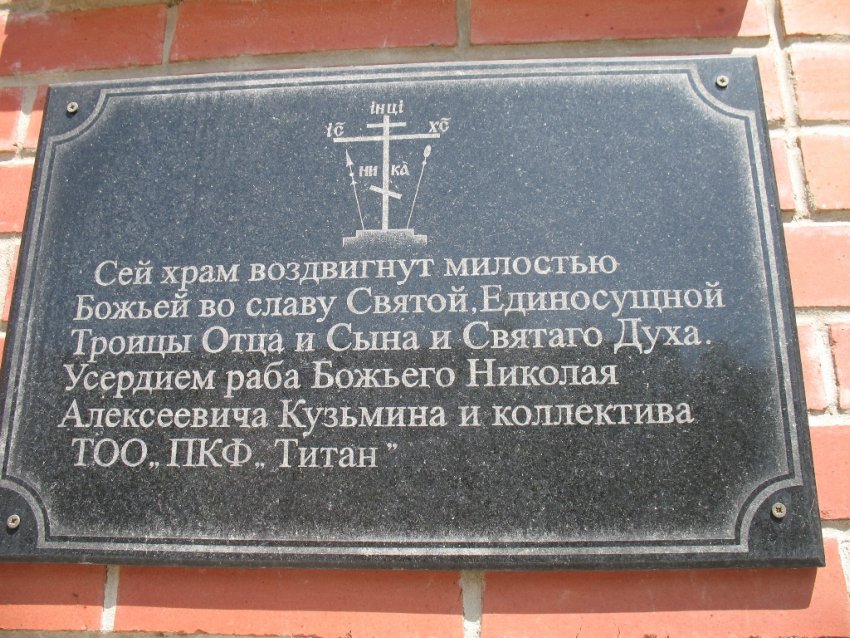 інці
іс҃ хс҃
ни ка̀
Сей храм воздвигнут милостью
Божьей во славу Святой, Единосущной
Троицы Отца и Сына и Святаго Духа.
Усердием раба Божьего Николая
Алексеевича Кузьмина и коллектива
ТОО„ ПКФ„ Титан”